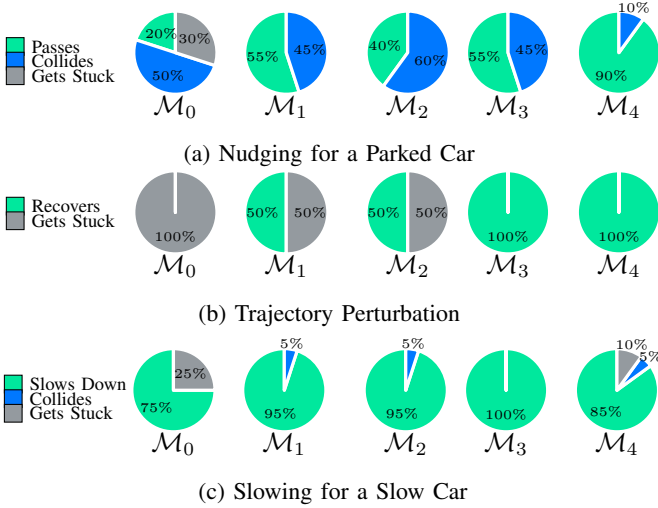 Passes
Collides
Gets Stuck
20% 30% 50%
55% 45%
40% 60%
55% 45%
10% 90%
M0 M1 M2 M3 M4
(a) Nudging for a Parked Car
Recovers
Gets Stuck
100%
50% 50%
50% 50%
100%
100%
M0 M1 M2 M3 M4
(b) Trajectory Perturbation
Slows Down
Collides
Gets Stuck
25% 75%
5% 95%
5% 95%
100%
10% 5% 85%
M0 M1 M2 M3 M4
(c) Slowing for a Slow Car